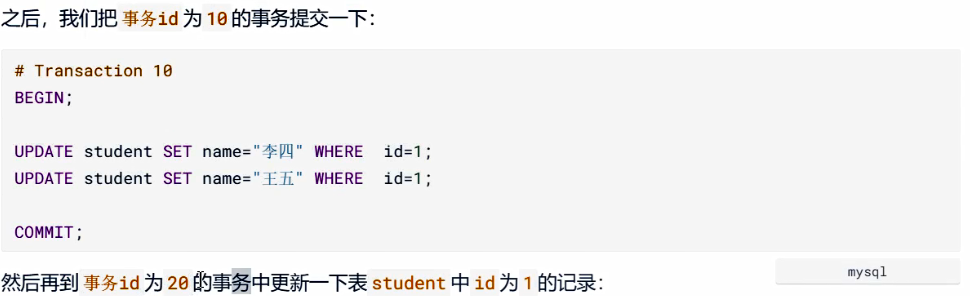 之后，我们把 事务id 为 10 的事务提交一下：
# Transaction 10
BEGIN;
UPDATE student SET name="李四" WHERE  id=1;
UPDATE student SET name="王五" WHERE  id=1;
COMMIT;
然后再到 事务id 为 20 的事务中更新一下表 student 中 id 为 1 的记录：
mysql